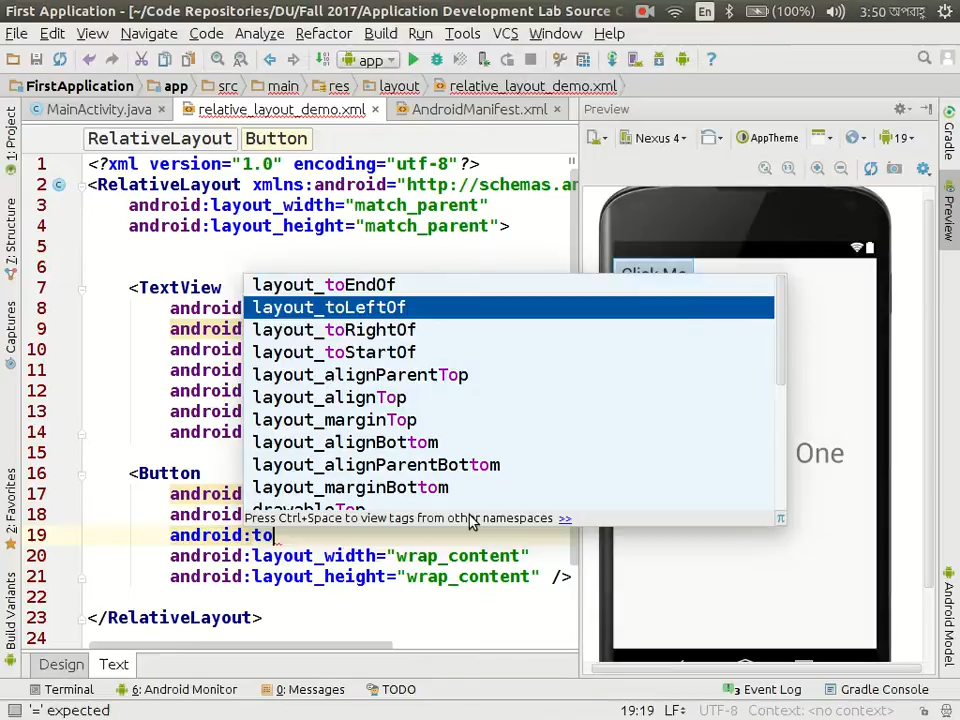 First Application - [~/Code Repositories/DU/Fall 2017/Application Development Lab Source C
En (100%) 3:50 অপরাহ্ণ
File Edit View Navigate Code Analyze Refactor Build Run Tools VCS Window Help
app
FirstApplication app src main res layout relative_layout_demo.xml
MainActivity.java relative_layout_demo.xml AndroidManifest.xml Preview
RelativeLayout Button
Nexus 4 AppTheme 19
1 <?xml version="1.0" encoding="utf-8"?>
2 <RelativeLayout xmlns:android="http://schemas.an
3 android:layout_width="match_parent"
4 android:layout_height="match_parent">
5
6
7 <TextView
8 android
9 android
10 android
11 android
12 android
13 android
14 android
15
16 <Button
17 android
18 android
19 android:to
20 android:layout_width="wrap_content"
21 android:layout_height="wrap_content" />
22
23 </RelativeLayout>
24
layout_toEndOf
layout_toLeftOf
layout_toRightOf
layout_toStartOf
layout_alignParentTop
layout_alignTop
layout_marginTop
layout_alignBottom
layout_alignParentBottom
layout_marginBottom
drawableTop
Press Ctrl+Space to view tags from other namespaces >>
π
Click Me
One
1: Project
7: Structure
Captures
2: Favorites
Build Variants
Gradle
Preview
Android Model
Design Text
Terminal 6: Android Monitor 0: Messages TODO 3 Event Log Gradle Console
'=' expected 19:19 LF÷ UTF-8 Context: <no context>